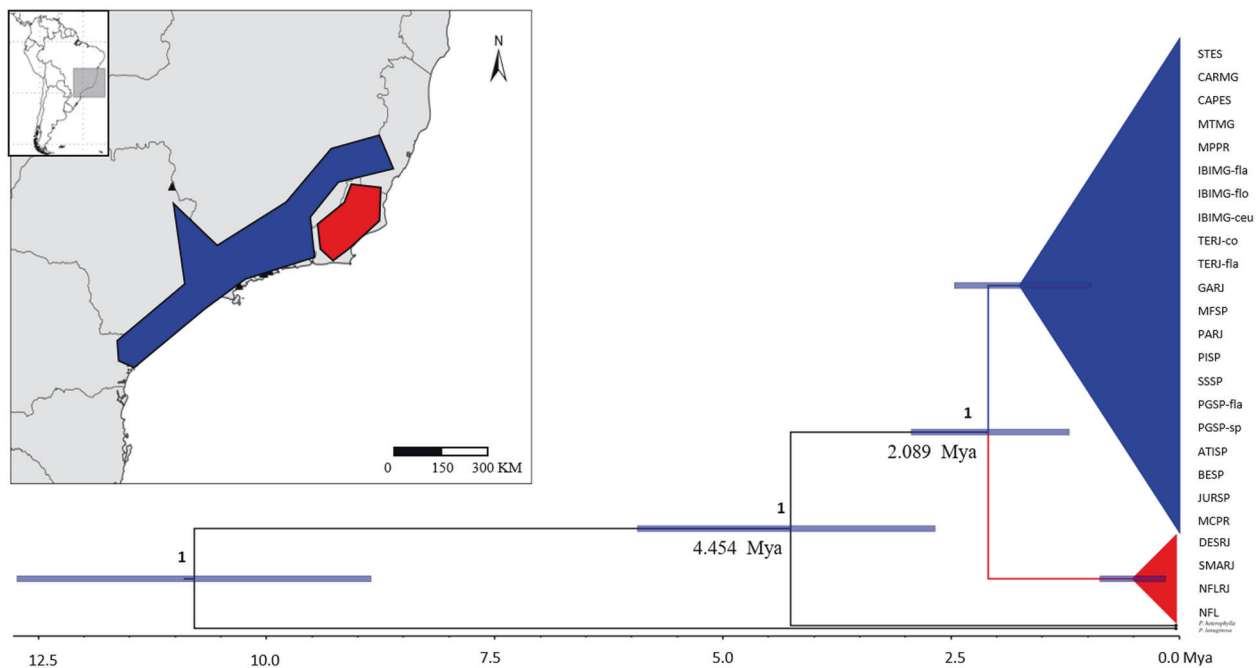 N
0 150 300 KM
STES
CARMG
CAPES
MTMG
MPPR
IBIMG-fla
IBIMG-flo
IBIMG-ceu
TERJ-co
TERJ-fla
GARJ
MFSP
PARJ
PISP
SSSP
PGSP-fla
PGSP-sp
ATISP
BESP
JURSP
MCPR
DESRJ
SMARJ
NFLRJ
NFL
P. heterophylla
P. lanuginosa
1
2.089 Mya
1
4.454 Mya
1
12.5 10.0 7.5 5.0 2.5 0.0 Mya